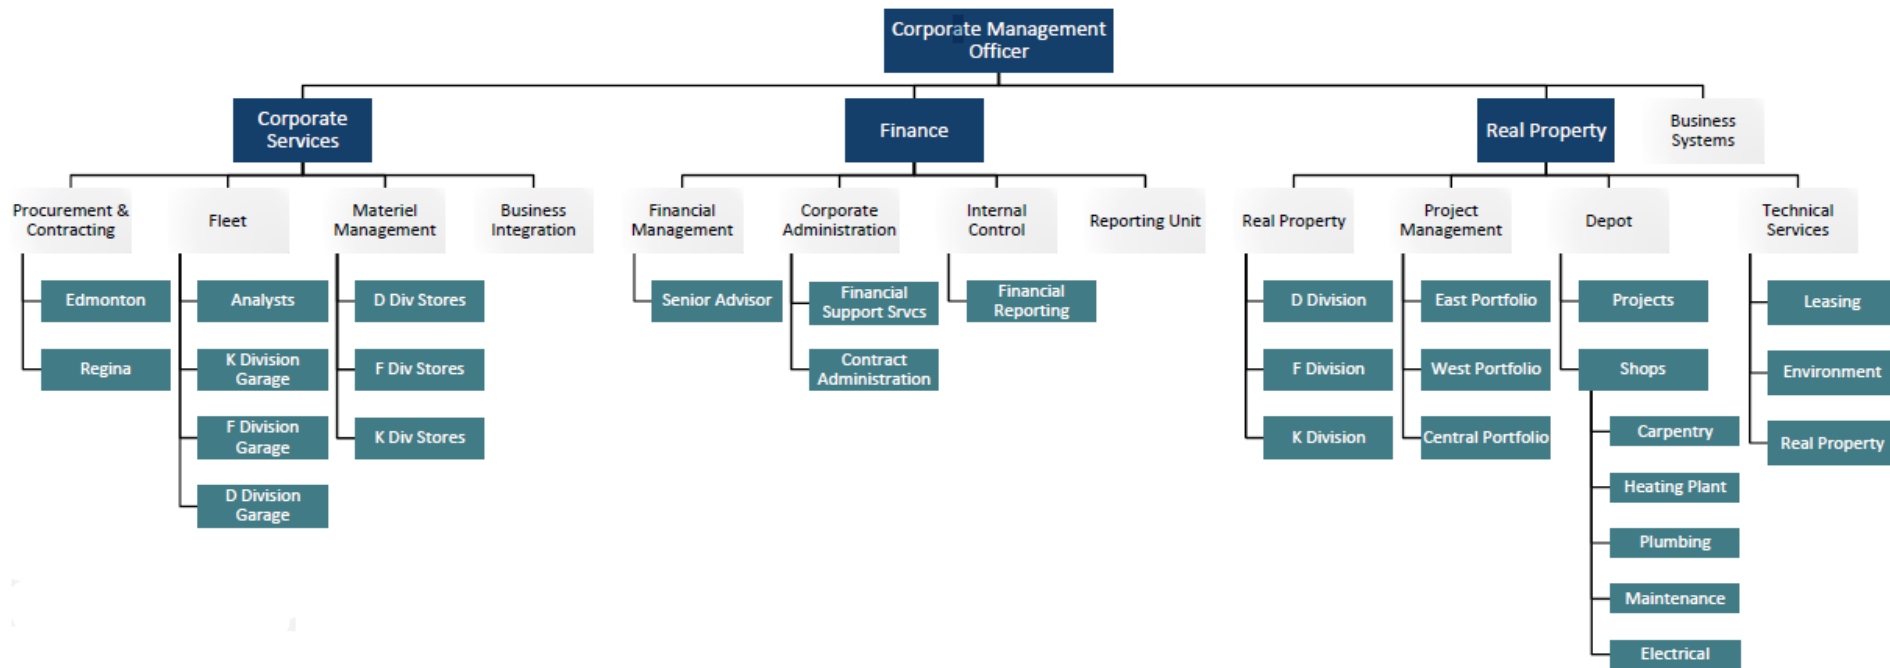 Corporate Management
Officer
Corporate
Services
Finance
Real Property
Business
Systems
Procurement &
Contracting
Fleet
Materiel
Management
Business
Integration
Financial
Management
Corporate
Administration
Internal
Control
Reporting Unit
Real Property
Project
Management
Depot
Technical
Services
Edmonton
Regina
Analysts
K Division
Garage
F Division
Garage
D Division
Garage
D Div Stores
F Div Stores
K Div Stores
Senior Advisor
Financial
Support Srvcs
Contract
Administration
Financial
Reporting
D Division
F Division
K Division
East Portfolio
West Portfolio
Central Portfolio
Projects
Shops
Carpentry
Heating Plant
Plumbing
Maintenance
Electrical
Leasing
Environment
Real Property